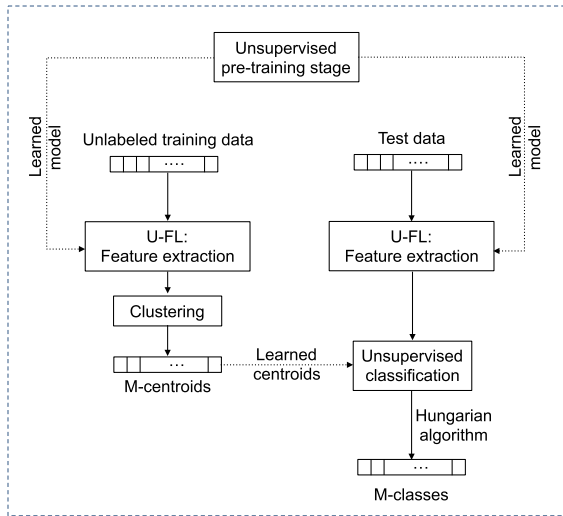 Unsupervised
pre-training stage
Learned
model
Learned
model
Unlabeled training data
Test data
....
....
U-FL:
Feature extraction
U-FL:
Feature extraction
Clustering
...
M-centroids
Learned
centroids
Unsupervised
classification
Hungarian
algorithm
...
M-classes